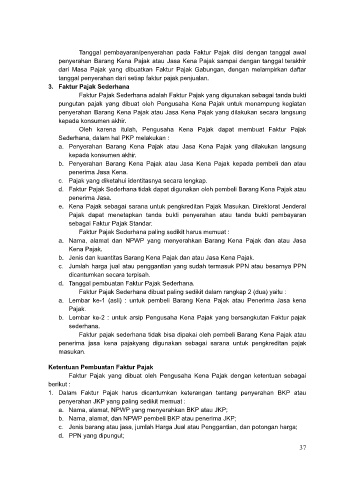 Tanggal pembayaran/penyerahan pada Faktur Pajak diisi dengan tanggal awal
penyerahan Barang Kena Pajak atau Jasa Kena Pajak sampai dengan tanggal terakhir
dari Masa Pajak yang dibuatkan Faktur Pajak Gabungan, dengan melampirkan daftar
tanggal penyerahan dari setiap faktur pajak penjualan.
3. Faktur Pajak Sederhana
Faktur Pajak Sederhana adalah Faktur Pajak yang digunakan sebagai tanda bukti
pungutan pajak yang dibuat oleh Pengusaha Kena Pajak untuk menampung kegiatan
penyerahan Barang Kena Pajak atau Jasa Kena Pajak yang dilakukan secara langsung
kepada konsumen akhir.
Oleh karena itulah, Pengusaha Kena Pajak dapat membuat Faktur Pajak
Sederhana, dalam hal PKP melakukan :
a. Penyerahan Barang Kena Pajak atau Jasa Kena Pajak yang dilakukan langsung
kepada konsumen akhir.
b. Penyerahan Barang Kena Pajak atau Jasa Kena Pajak kepada pembeli dan atau
penerima Jasa Kena.
c. Pajak yang diketahui identitasnya secara lengkap.
d. Faktur Pajak Sederhana tidak dapat digunakan oleh pembeli Barang Kena Pajak atau
penerima Jasa.
e. Kena Pajak sebagai sarana untuk pengkreditan Pajak Masukan. Direktorat Jenderal
Pajak dapat menetapkan tanda bukti penyerahan atau tanda bukti pembayaran
sebagai Faktur Pajak Standar.
Faktur Pajak Sederhana paling sedikit harus memuat :
a. Nama, alamat dan NPWP yang menyerahkan Barang Kena Pajak dan atau Jasa
Kena Pajak.
b. Jenis dan kuantitas Barang Kena Pajak dan atau Jasa Kena Pajak.
c. Jumlah harga jual atau penggantian yang sudah termasuk PPN atau besarnya PPN
dicantumkan secara terpisah.
d. Tanggal pembuatan Faktur Pajak Sederhana.
Faktur Pajak Sederhana dibuat paling sedikit dalam rangkap 2 (dua) yaitu :
a. Lembar ke-1 (asli) : untuk pembeli Barang Kena Pajak atau Penerima Jasa kena
Pajak.
b. Lembar ke-2 : untuk arsip Pengusaha Kena Pajak yang bersangkutan Faktur pajak
sederhana.
Faktur pajak sederhana tidak bisa dipakai oleh pembeli Barang Kena Pajak atau
penerima jasa kena pajakyang digunakan sebagai sarana untuk pengkreditan pajak
masukan.
Ketentuan Pembuatan Faktur Pajak
Faktur Pajak yang dibuat oleh Pengusaha Kena Pajak dengan ketentuan sebagai
berikut :
1. Dalam Faktur Pajak harus dicantumkan keterangan tentang penyerahan BKP atau
penyerahan JKP yang paling sedikit memuat :
a. Nama, alamat, NPWP yang menyerahkan BKP atau JKP;
b. Nama, alamat, dan NPWP pembeli BKP atau penerima JKP;
c. Jenis barang atau jasa, jumlah Harga Jual atau Penggantian, dan potongan harga;
d. PPN yang dipungut;
37